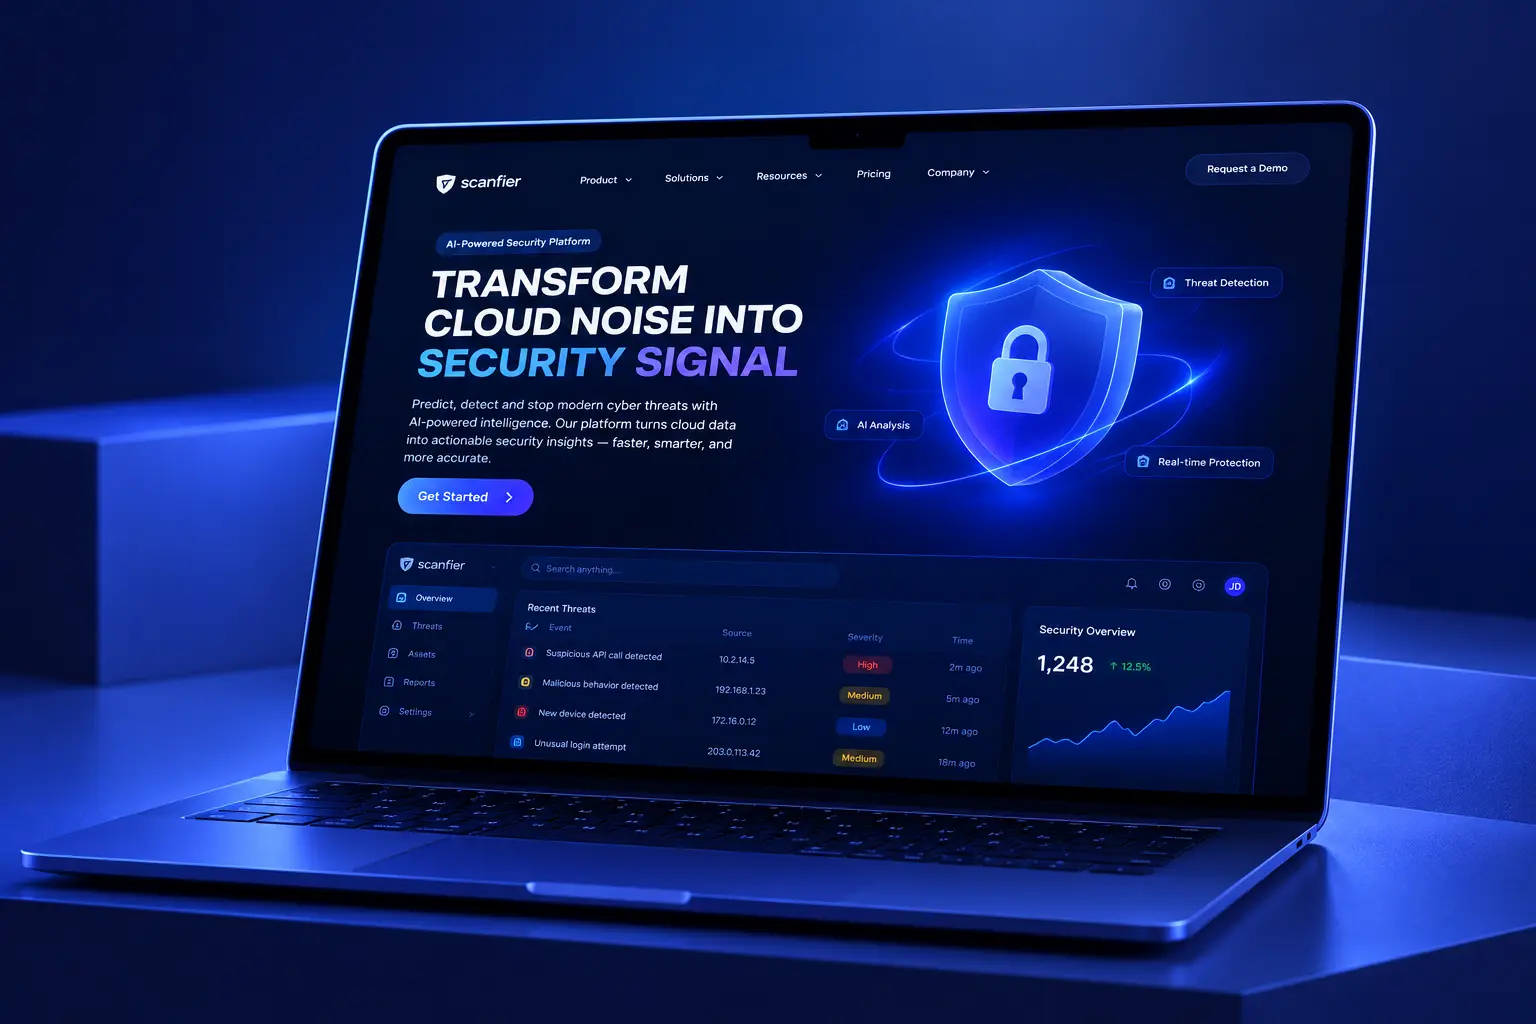 scanfier
Product
Solutions
Resources
Pricing
Company
Request a Demo
AI-Powered Security Platform
TRANSFORM
CLOUD NOISE INTO
SECURITY SIGNAL
Predict, detect and stop modern cyber threats with
AI-powered intelligence. Our platform turns cloud data
into actionable security insights — faster, smarter, and
more accurate.
Get Started
Threat Detection
AI Analysis
Real-time Protection
scanfier
Search anything...
JD
Overview
Threats
Assets
Reports
Settings
Recent Threats
Event Source Severity Time
Suspicious API call detected 10.2.14.5 High 2m ago
Malicious behavior detected 192.168.1.23 Medium 5m ago
New device detected 172.16.0.12 Low 12m ago
Unusual login attempt 203.0.113.42 Medium 18m ago
Security Overview
1,248 ↑ 12.5%